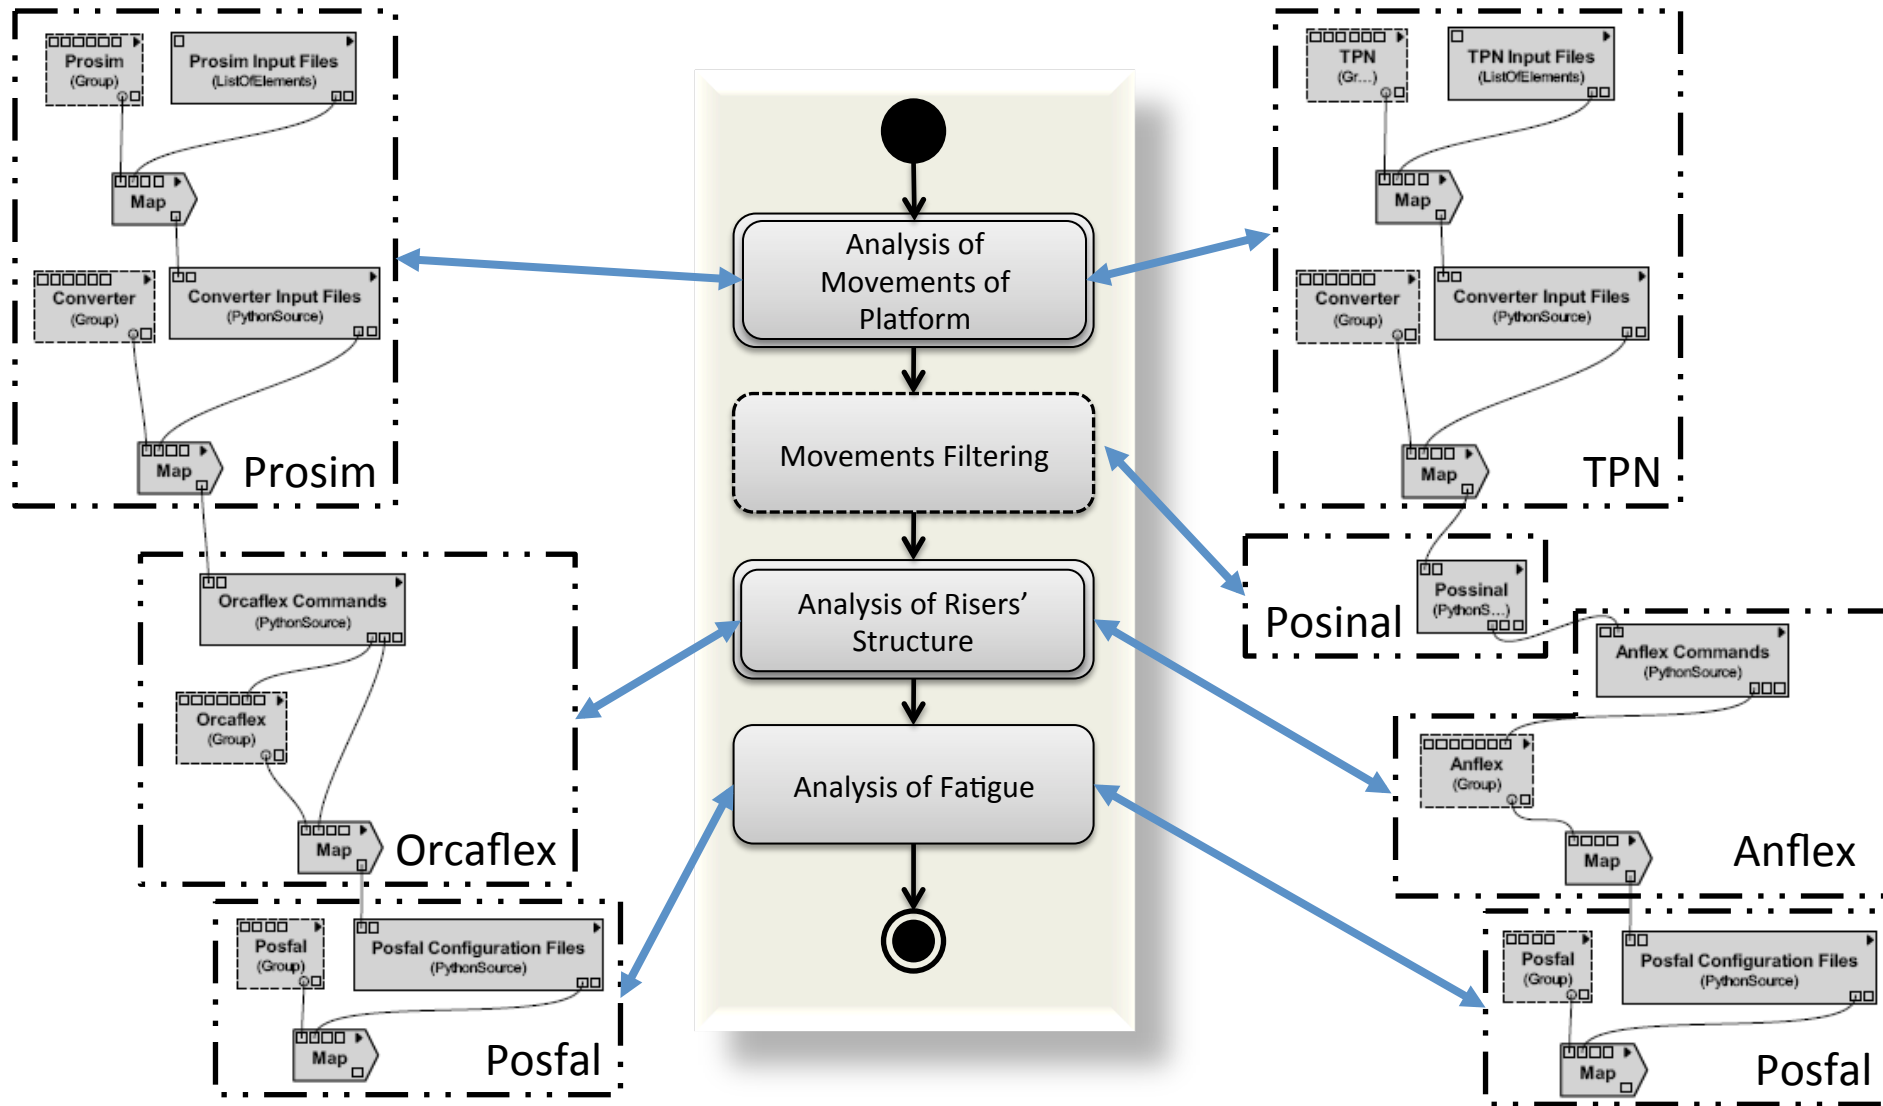 Prosim
(Group)
Prosim Input Files
(ListOfElements)
Map
Converter
(Group)
Converter Input Files
(PythonSource)
Map
Prosim
Orcaflex Commands
(PythonSource)
Orcaflex
(Group)
Map
Orcaflex
Posfal
(Group)
Posfal Configuration Files
(PythonSource)
Map
Posfal
Analysis of
Movements of
Platform
Movements Filtering
Analysis of Risers'
Structure
Analysis of Fatigue
TPN
(Gr...)
TPN Input Files
(ListOfElements)
Map
Converter
(Group)
Converter Input Files
(PythonSource)
Map
TPN
Posinal
Possinal
(PythonS...)
Anflex Commands
(PythonSource)
Anflex
(Group)
Map
Anflex
Posfal
(Group)
Posfal Configuration Files
(PythonSource)
Map
Posfal